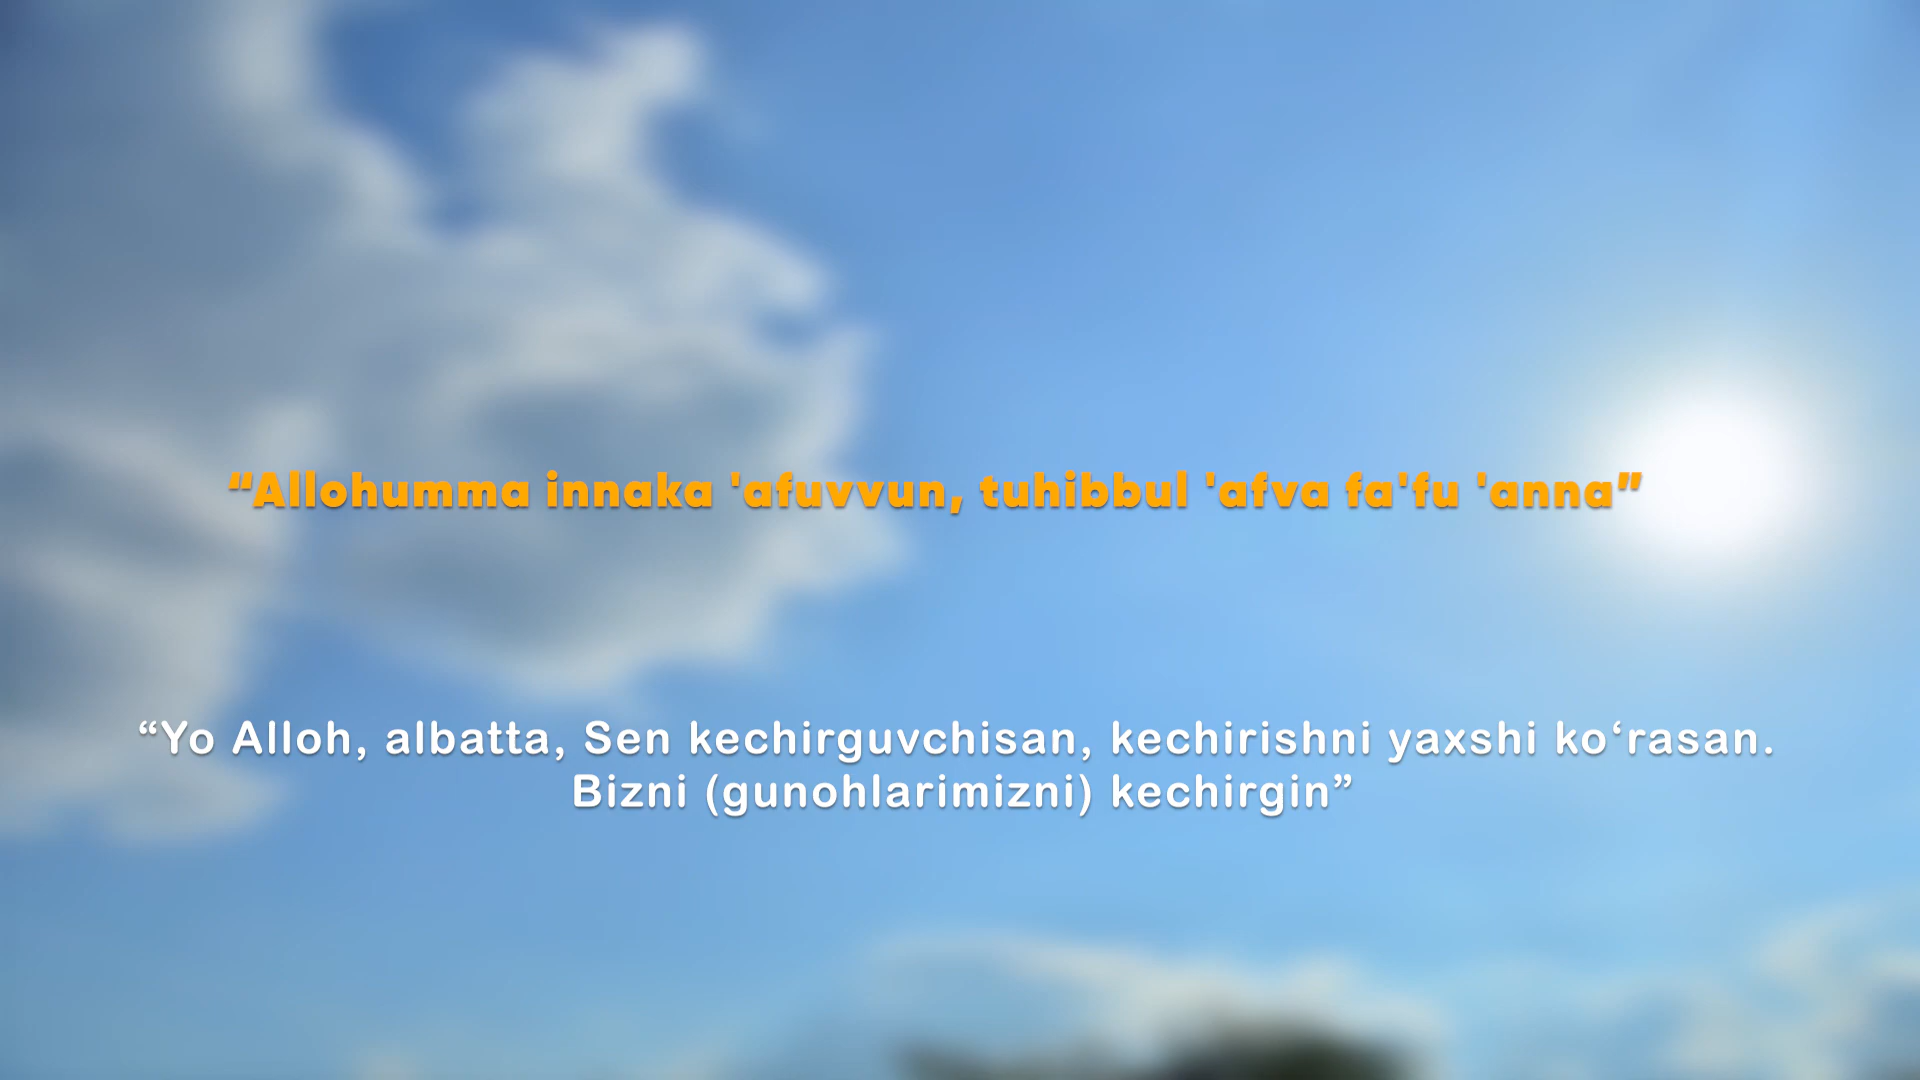 “Allohumma innaka 'afuvvun, tuhibbul 'afva fa'fu 'anna”
“Yo Alloh, albatta, Sen kechirguvchisan, kechirishni yaxshi ko‘rasan.
Bizni (gunohlarimizni) kechirgin”